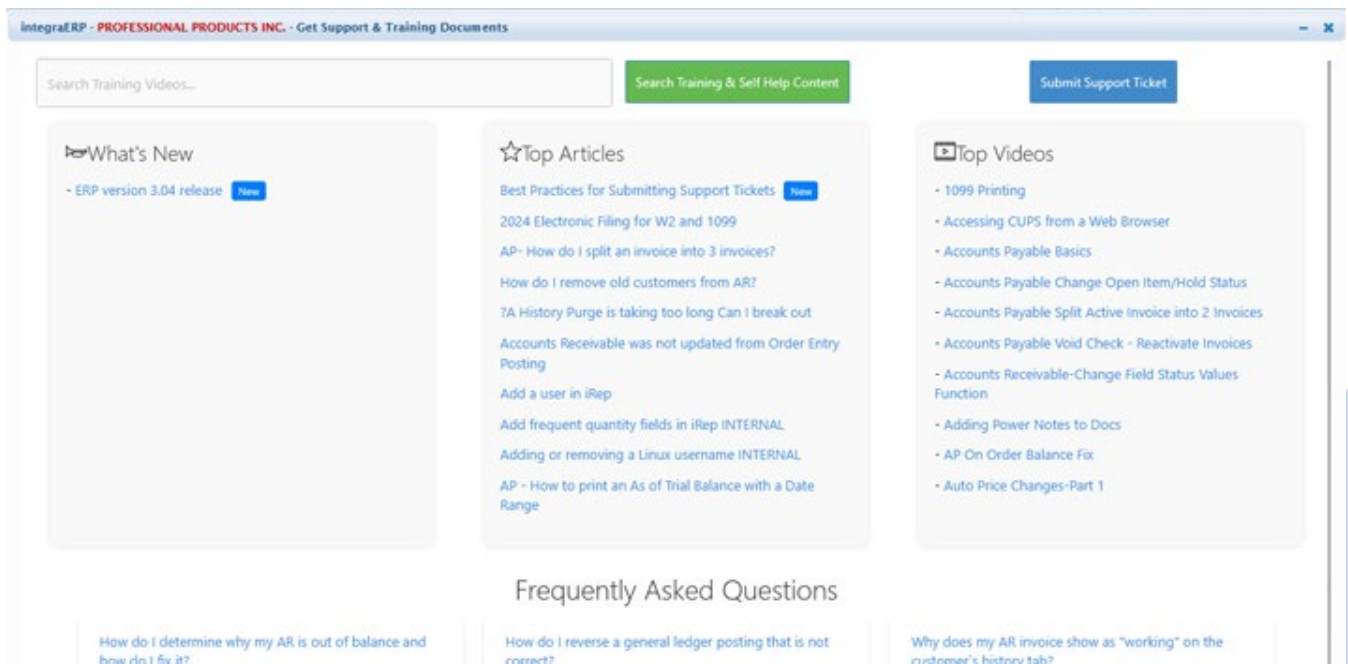 integraERP - PROFESSIONAL PRODUCTS INC. - Get Support & Training Documents
Search Training Videos...
Search Training & Self Help Content
Submit Support Ticket
What's New
- ERP version 3.04 release New
Top Articles
Best Practices for Submitting Support Tickets New
2024 Electronic Filing for W2 and 1099
AP- How do I split an invoice into 3 invoices?
How do I remove old customers from AR?
?A History Purge is taking too long Can I break out
Accounts Receivable was not updated from Order Entry
Posting
Add a user in iRep
Add frequent quantity fields in iRep INTERNAL
Adding or removing a Linux username INTERNAL
AP - How to print an As of Trial Balance with a Date
Range
Top Videos
- 1099 Printing
- Accessing CUPS from a Web Browser
- Accounts Payable Basics
- Accounts Payable Change Open Item/Hold Status
- Accounts Payable Split Active Invoice into 2 Invoices
- Accounts Payable Void Check - Reactivate Invoices
- Accounts Receivable-Change Field Status Values
Function
- Adding Power Notes to Docs
- AP On Order Balance Fix
- Auto Price Changes-Part 1
Frequently Asked Questions
How do I determine why my AR is out of balance and
how do I fix it?
How do I reverse a general ledger posting that is not
correct?
Why does my AR invoice show as "working" on the
customer's history tab?